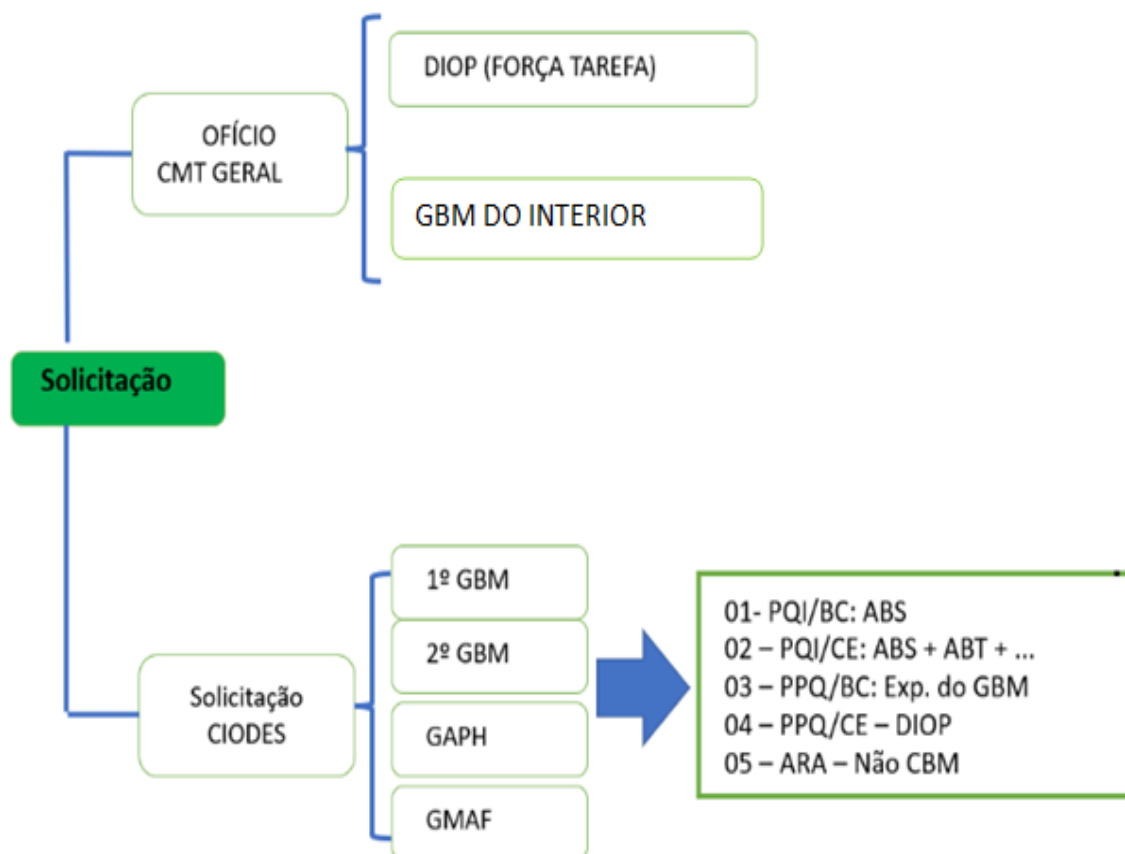 DIOP (FORÇA TAREFA)
OFÍCIO
CMT GERAL
GBM DO INTERIOR
Solicitação
1º GBM
2º GBM
Solicitação
CIODES
GAPH
GMAF
01- PQI/BC: ABS
02 – PQI/CE: ABS + ABT + ...
03 – PPQ/BC: Exp. do GBM
04 – PPQ/CE – DIOP
05 – ARA – Não CBM